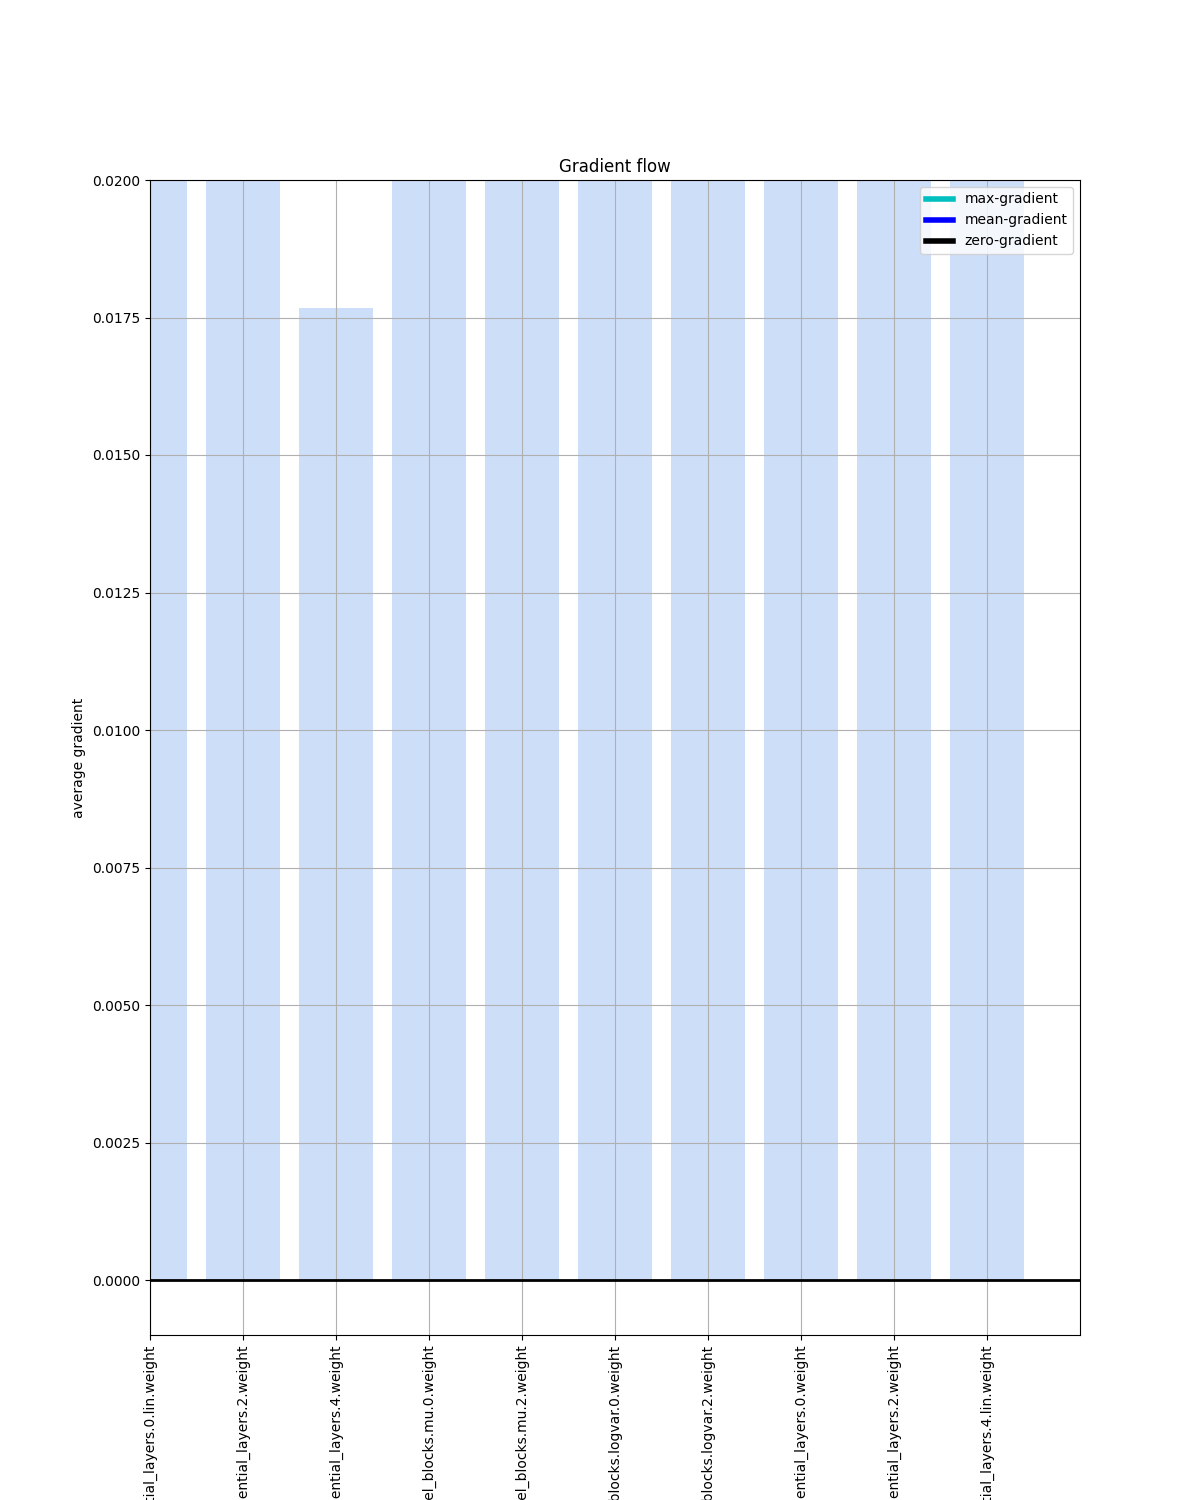 Gradient flow
max-gradient
mean-gradient
zero-gradient
0.0200
0.0175
0.0150
0.0125
0.0100
0.0075
0.0050
0.0025
0.0000
average gradient
tial_layers.0.lin.weight
ential_layers.2.weight
ential_layers.4.weight
el_blocks.mu.0.weight
el_blocks.mu.2.weight
blocks.logvar.0.weight
blocks.logvar.2.weight
ential_layers.0.weight
ential_layers.2.weight
tial_layers.4.lin.weight